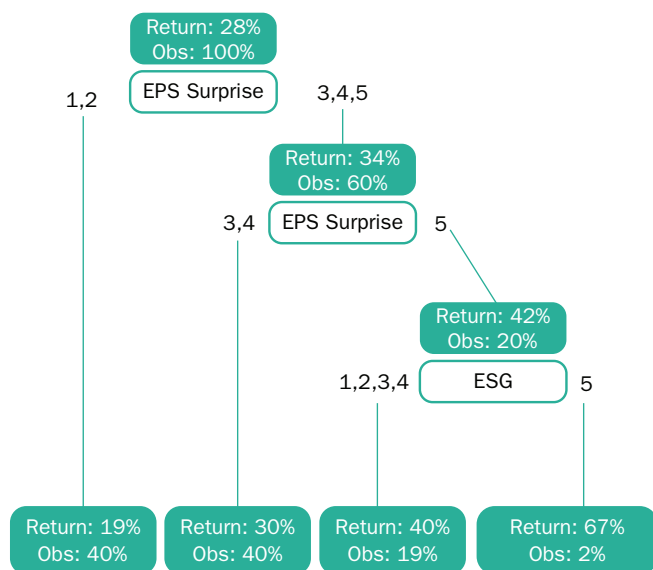 Return: 28%
Obs: 100%
EPS Surprise
1,2
3,4,5
Return: 34%
Obs: 60%
3,4
EPS Surprise
5
Return: 42%
Obs: 20%
1,2,3,4
ESG
5
Return: 19%
Obs: 40%
Return: 30%
Obs: 40%
Return: 40%
Obs: 19%
Return: 67%
Obs: 2%